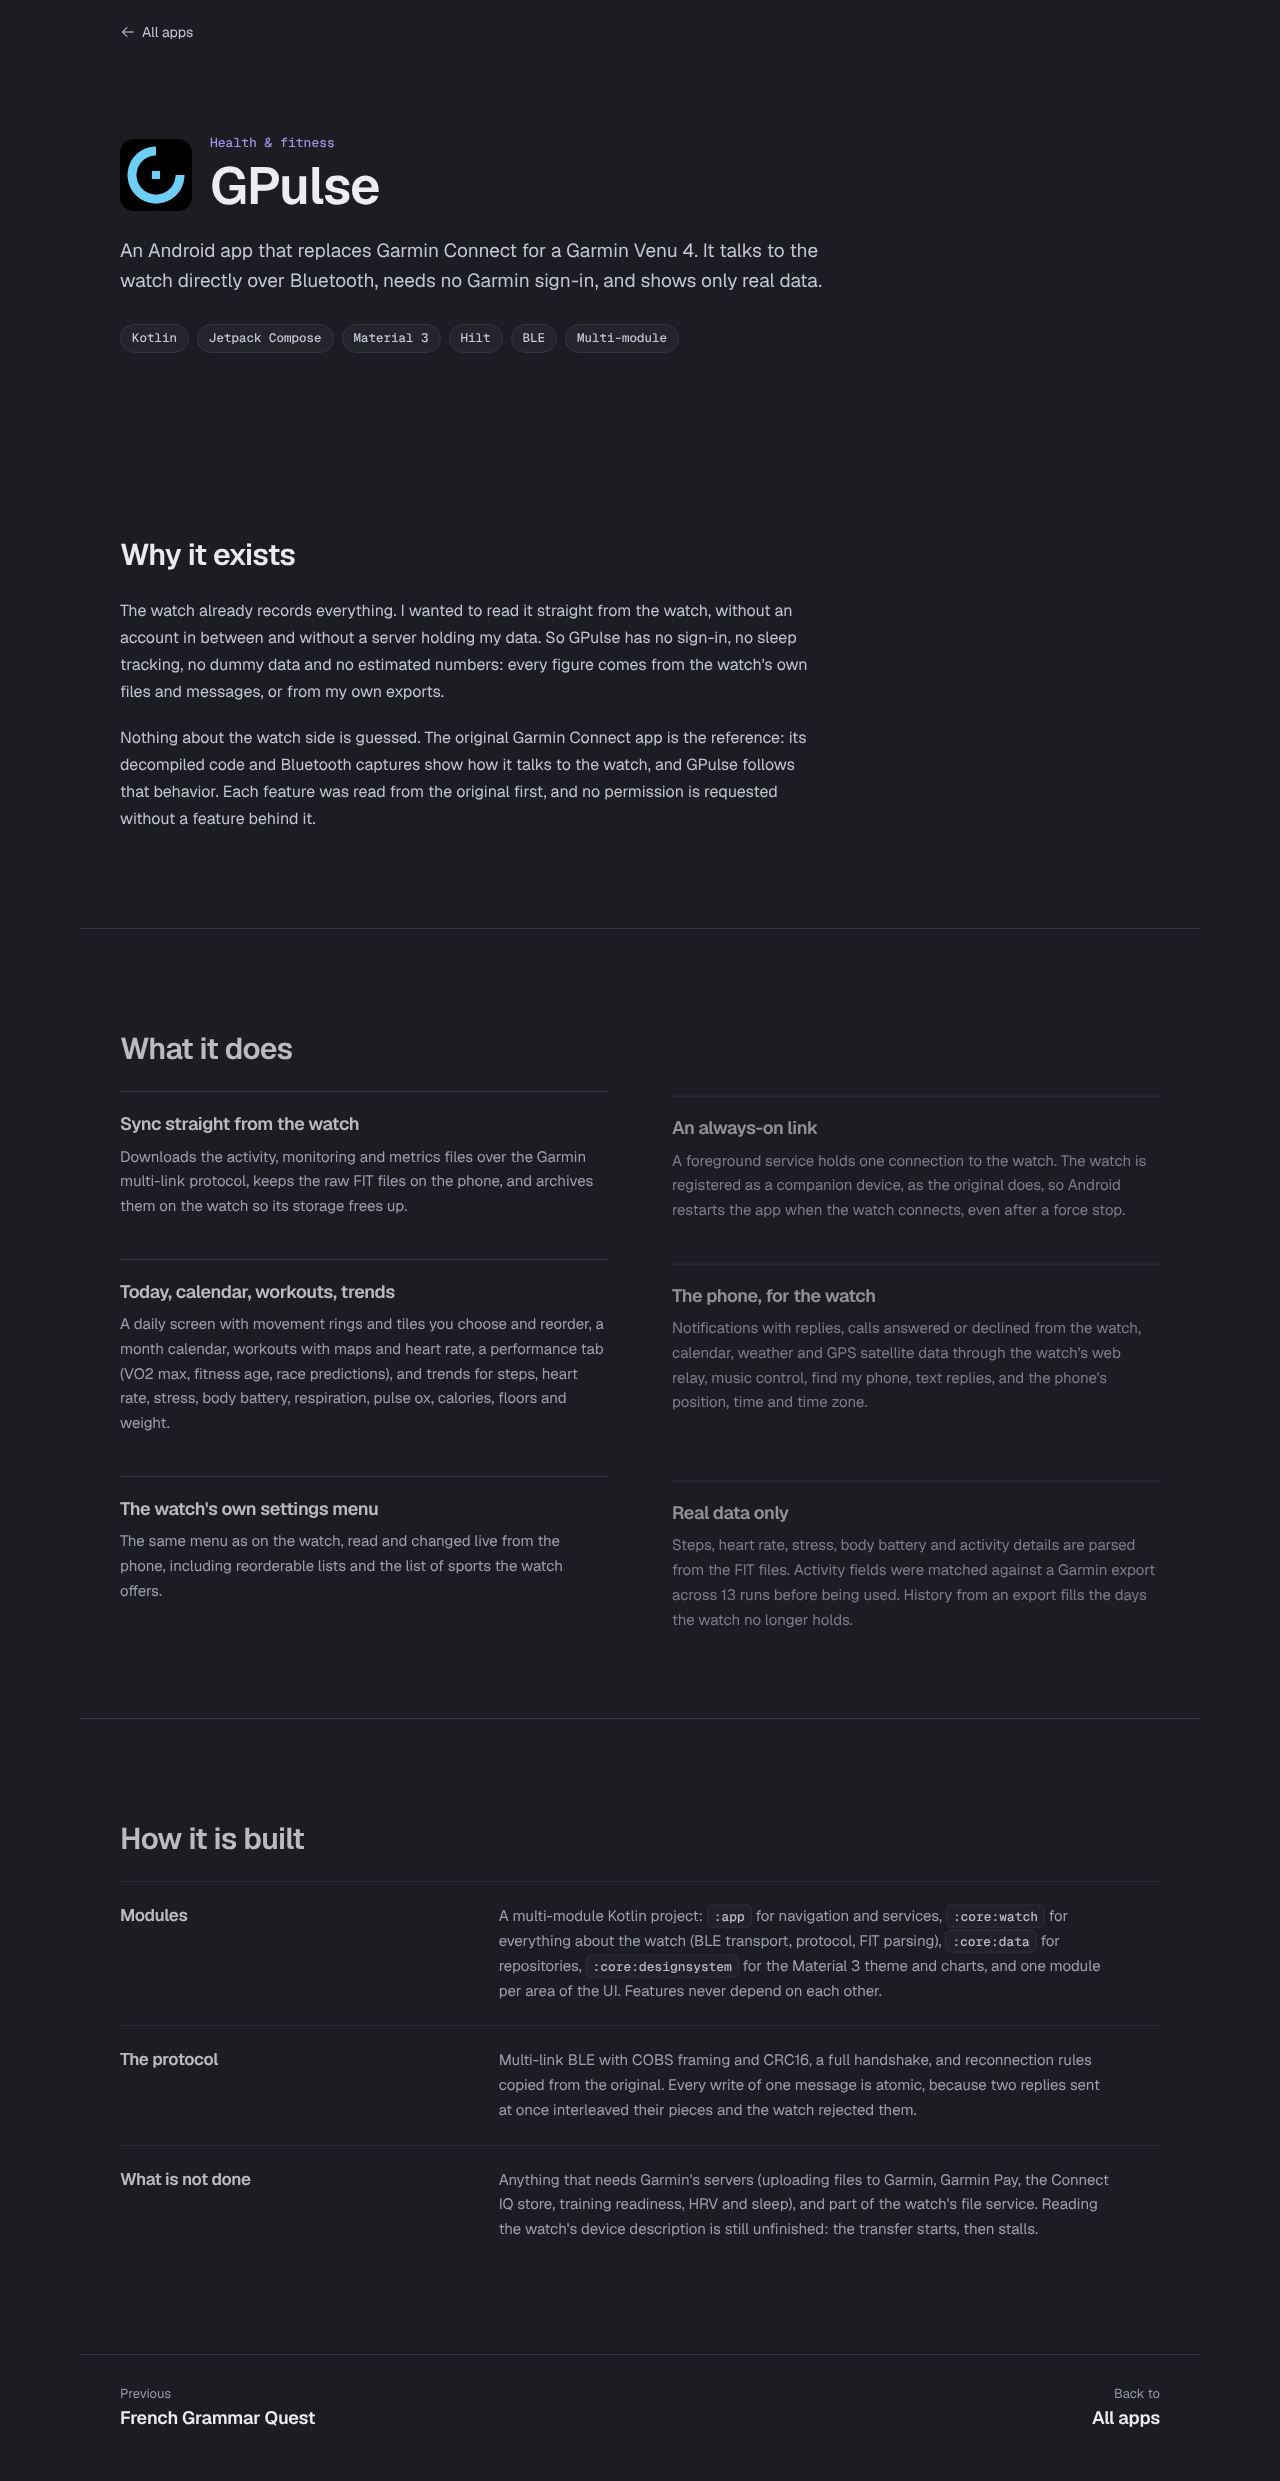 ← All apps
Health & fitness
GPulse
An Android app that replaces Garmin Connect for a Garmin Venu 4. It talks to the
watch directly over Bluetooth, needs no Garmin sign-in, and shows only real data.
Kotlin
Jetpack Compose
Material 3
Hilt
BLE
Multi-module
Why it exists
The watch already records everything. I wanted to read it straight from the watch, without an
account in between and without a server holding my data. So GPulse has no sign-in, no sleep
tracking, no dummy data and no estimated numbers: every figure comes from the watch's own
files and messages, or from my own exports.
Nothing about the watch side is guessed. The original Garmin Connect app is the reference: its
decompiled code and Bluetooth captures show how it talks to the watch, and GPulse follows
that behavior. Each feature was read from the original first, and no permission is requested
without a feature behind it.
What it does
Sync straight from the watch
Downloads the activity, monitoring and metrics files over the Garmin
multi-link protocol, keeps the raw FIT files on the phone, and archives
them on the watch so its storage frees up.
An always-on link
A foreground service holds one connection to the watch. The watch is
registered as a companion device, as the original does, so Android
restarts the app when the watch connects, even after a force stop.
Today, calendar, workouts, trends
A daily screen with movement rings and tiles you choose and reorder, a
month calendar, workouts with maps and heart rate, a performance tab
(VO2 max, fitness age, race predictions), and trends for steps, heart
rate, stress, body battery, respiration, pulse ox, calories, floors and
weight.
The phone, for the watch
Notifications with replies, calls answered or declined from the watch,
calendar, weather and GPS satellite data through the watch's web
relay, music control, find my phone, text replies, and the phone's
position, time and time zone.
The watch's own settings menu
The same menu as on the watch, read and changed live from the
phone, including reorderable lists and the list of sports the watch
offers.
Real data only
Steps, heart rate, stress, body battery and activity details are parsed
from the FIT files. Activity fields were matched against a Garmin export
across 13 runs before being used. History from an export fills the days
the watch no longer holds.
How it is built
Modules
A multi-module Kotlin project: :app for navigation and services, :core:watch for
everything about the watch (BLE transport, protocol, FIT parsing), :core:data for
repositories, :core:designsystem for the Material 3 theme and charts, and one module
per area of the UI. Features never depend on each other.
The protocol
Multi-link BLE with COBS framing and CRC16, a full handshake, and reconnection rules
copied from the original. Every write of one message is atomic, because two replies sent
at once interleaved their pieces and the watch rejected them.
What is not done
Anything that needs Garmin's servers (uploading files to Garmin, Garmin Pay, the Connect
IQ store, training readiness, HRV and sleep), and part of the watch's file service. Reading
the watch's device description is still unfinished: the transfer starts, then stalls.
Previous
French Grammar Quest
Back to
All apps